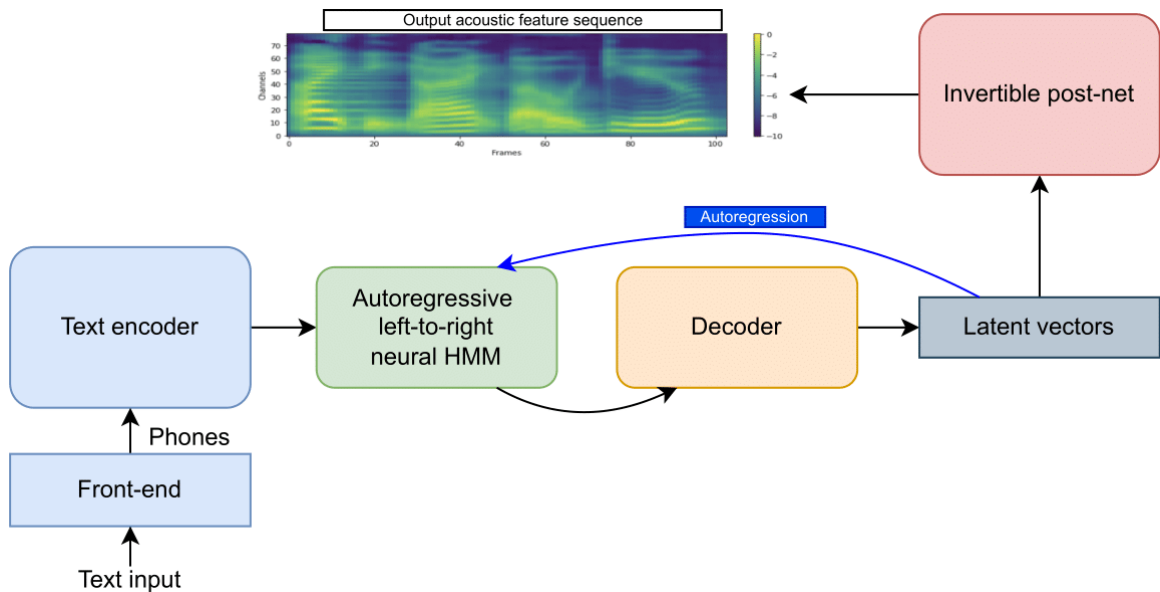 Output acoustic feature sequence
70
60
50
40
30
20
10
0
Channels
0 20 40 60 80 100
Frames
0
−2
−4
−6
−8
−10
Invertible post-net
Autoregression
Text encoder
Autoregressive
left-to-right
neural HMM
Decoder
Latent vectors
Phones
Front-end
Text input